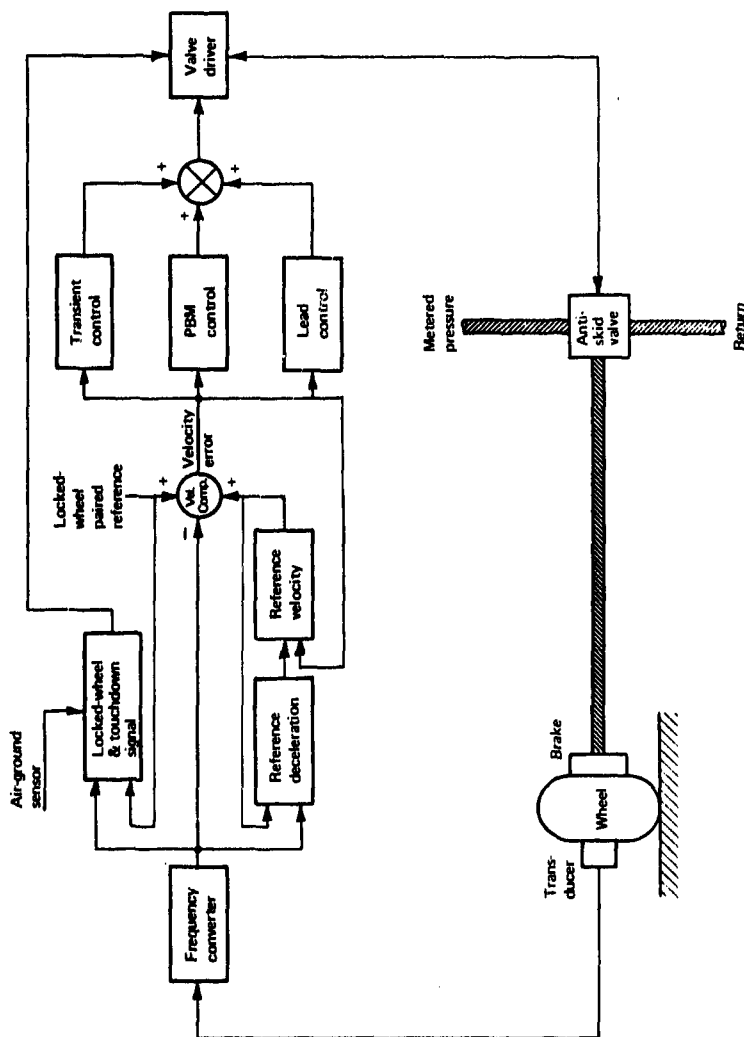 Air-ground
sensor
Locked-wheel
& touchdown
signal
Locked-
wheel
paired
reference
Transient
control
Valve
driver
Frequency
converter
Vel.
Comp.
Velocity
error
PBM
control
+
+
+
+
+
−
Reference
deceleration
Reference
velocity
Lead
control
Trans-
ducer
Wheel
Brake
Metered
pressure
Anti-
skid
valve
Return